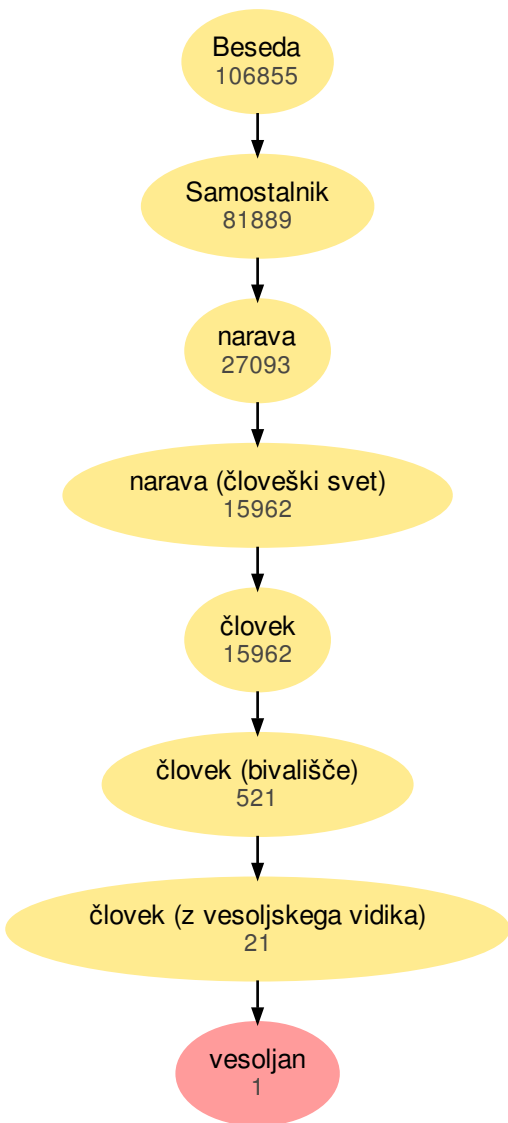 Beseda
106855
Samostalnik
81889
narava
27093
narava (človeški svet)
15962
človek
15962
človek (bivališče)
521
človek (z vesoljskega vidika)
21
vesoljan
1